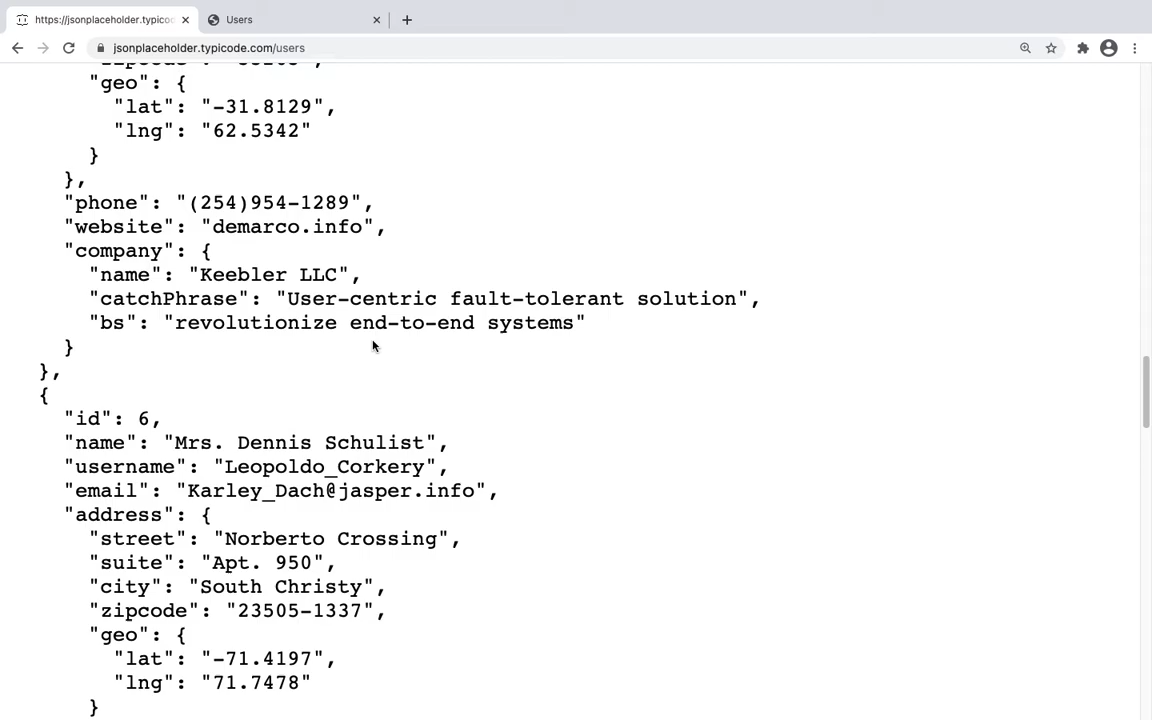 https://jsonplaceholder.typico
Users
jsonplaceholder.typicode.com/users
"geo": {
"lat": "-31.8129",
"lng": "62.5342"
}
},
"phone": "(254)954-1289",
"website": "demarco.info",
"company": {
"name": "Keebler LLC",
"catchPhrase": "User-centric fault-tolerant solution",
"bs": "revolutionize end-to-end systems"
}
},
{
"id": 6,
"name": "Mrs. Dennis Schulist",
"username": "Leopoldo_Corkery",
"email": "Karley_Dach@jasper.info",
"address": {
"street": "Norberto Crossing",
"suite": "Apt. 950",
"city": "South Christy",
"zipcode": "23505-1337",
"geo": {
"lat": "-71.4197",
"lng": "71.7478"
}